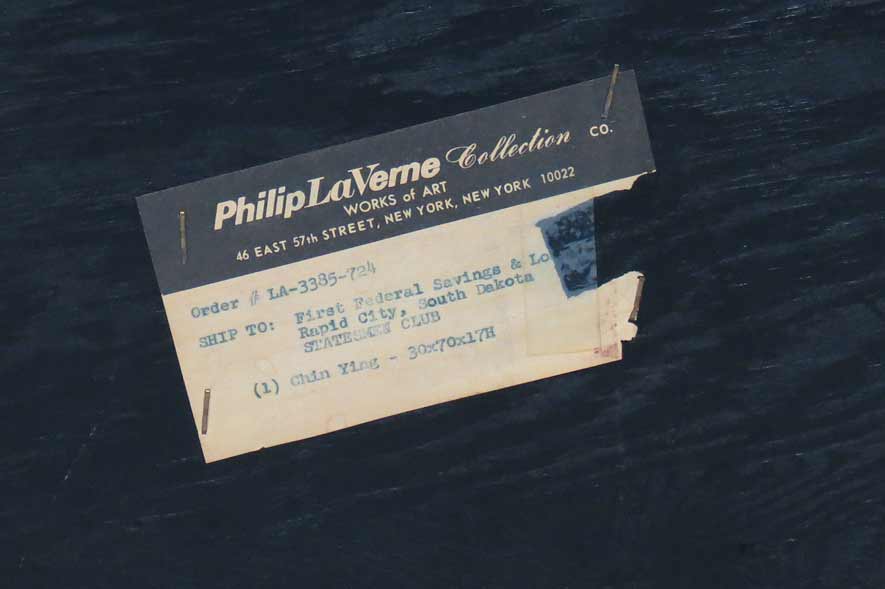 Philip LaVerne Collection CO.
WORKS of ART
46 EAST 57th STREET, NEW YORK, NEW YORK 10022
Order # LA-3385-724
SHIP TO: First Federal Savings & Lo
Rapid City, South Dakota
STATESMEN CLUB
(1) Chin Ying - 30x70x17H